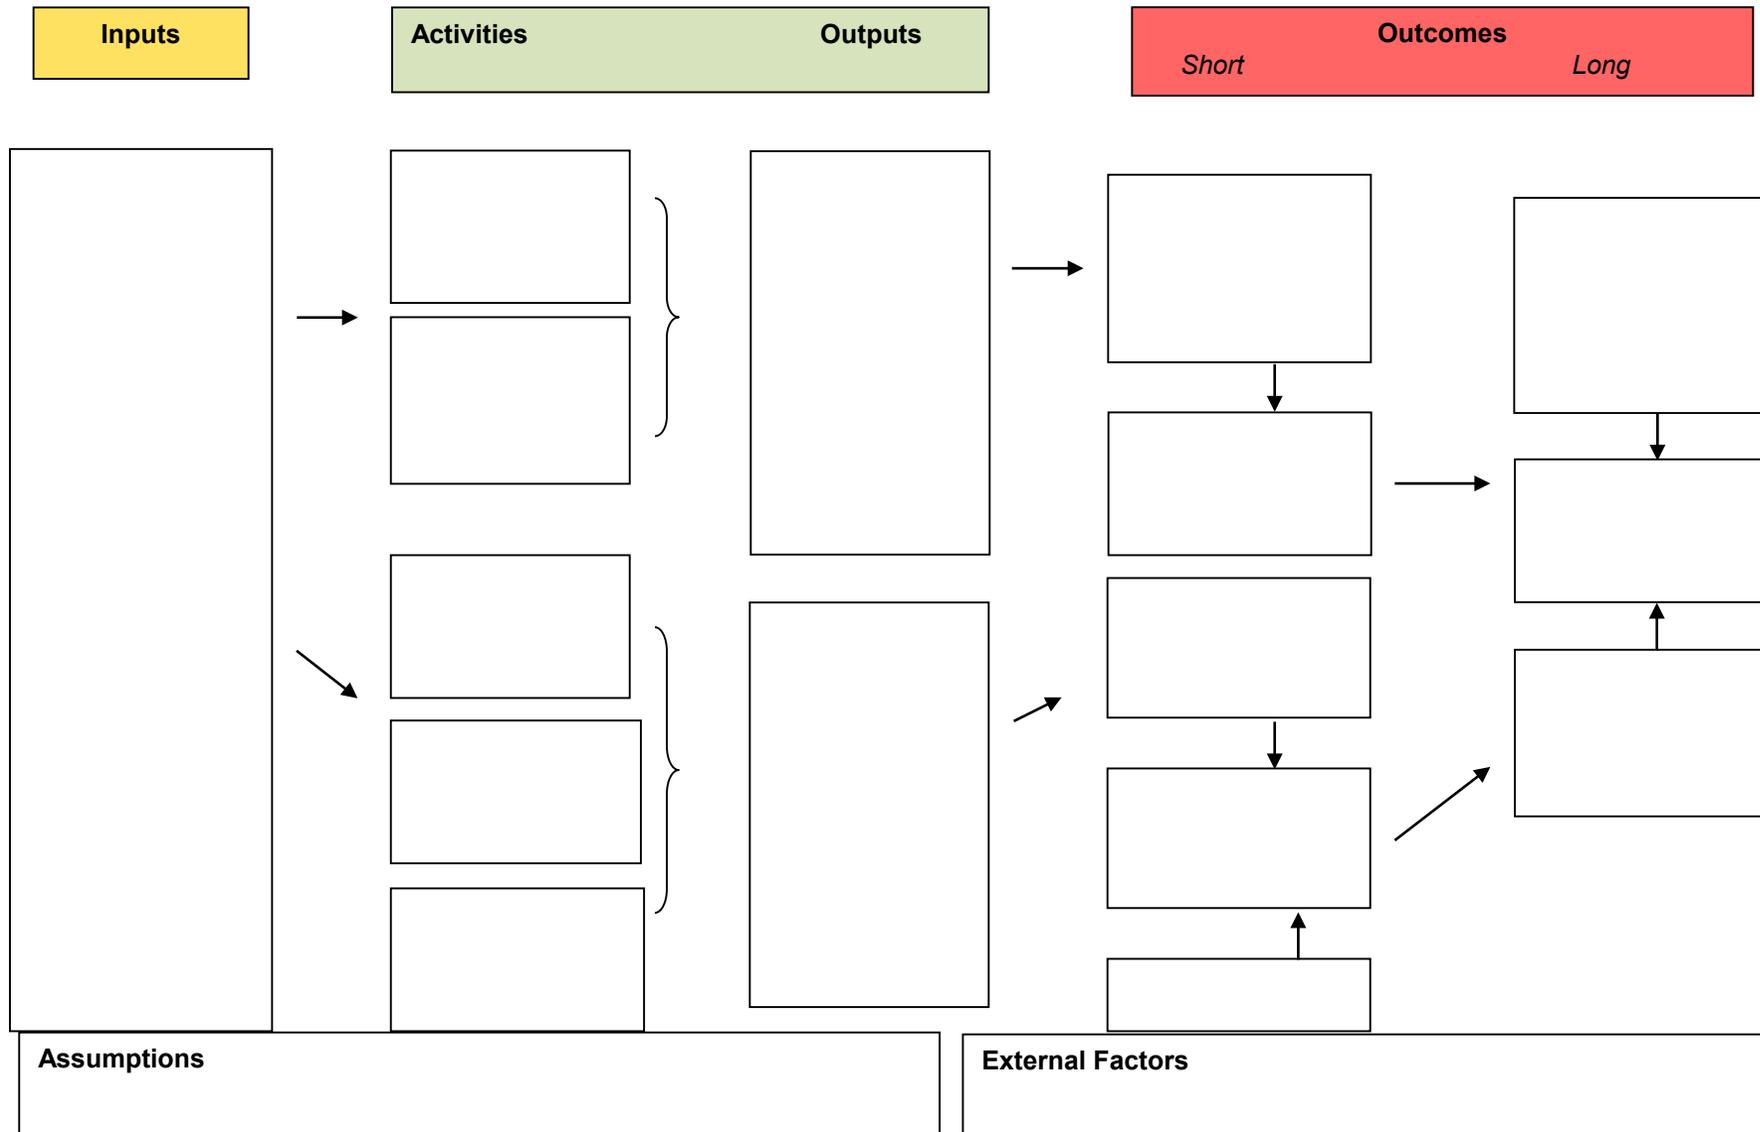 Inputs
Activities
Outputs
Outcomes
Short
Long
Assumptions
External Factors